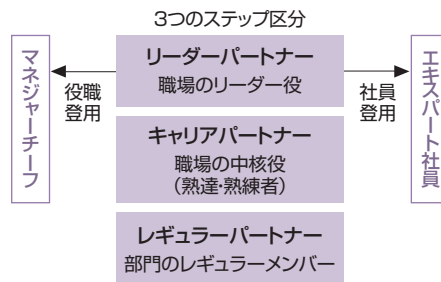 3つのステップ区分
マネジャーチーフ
役職
登用
リーダーパートナー
職場のリーダー役
社員
登用
エキスパート社員
キャリアパートナー
職場の中核役
（熟達・熟練者）
レギュラーパートナー
部門のレギュラーメンバー